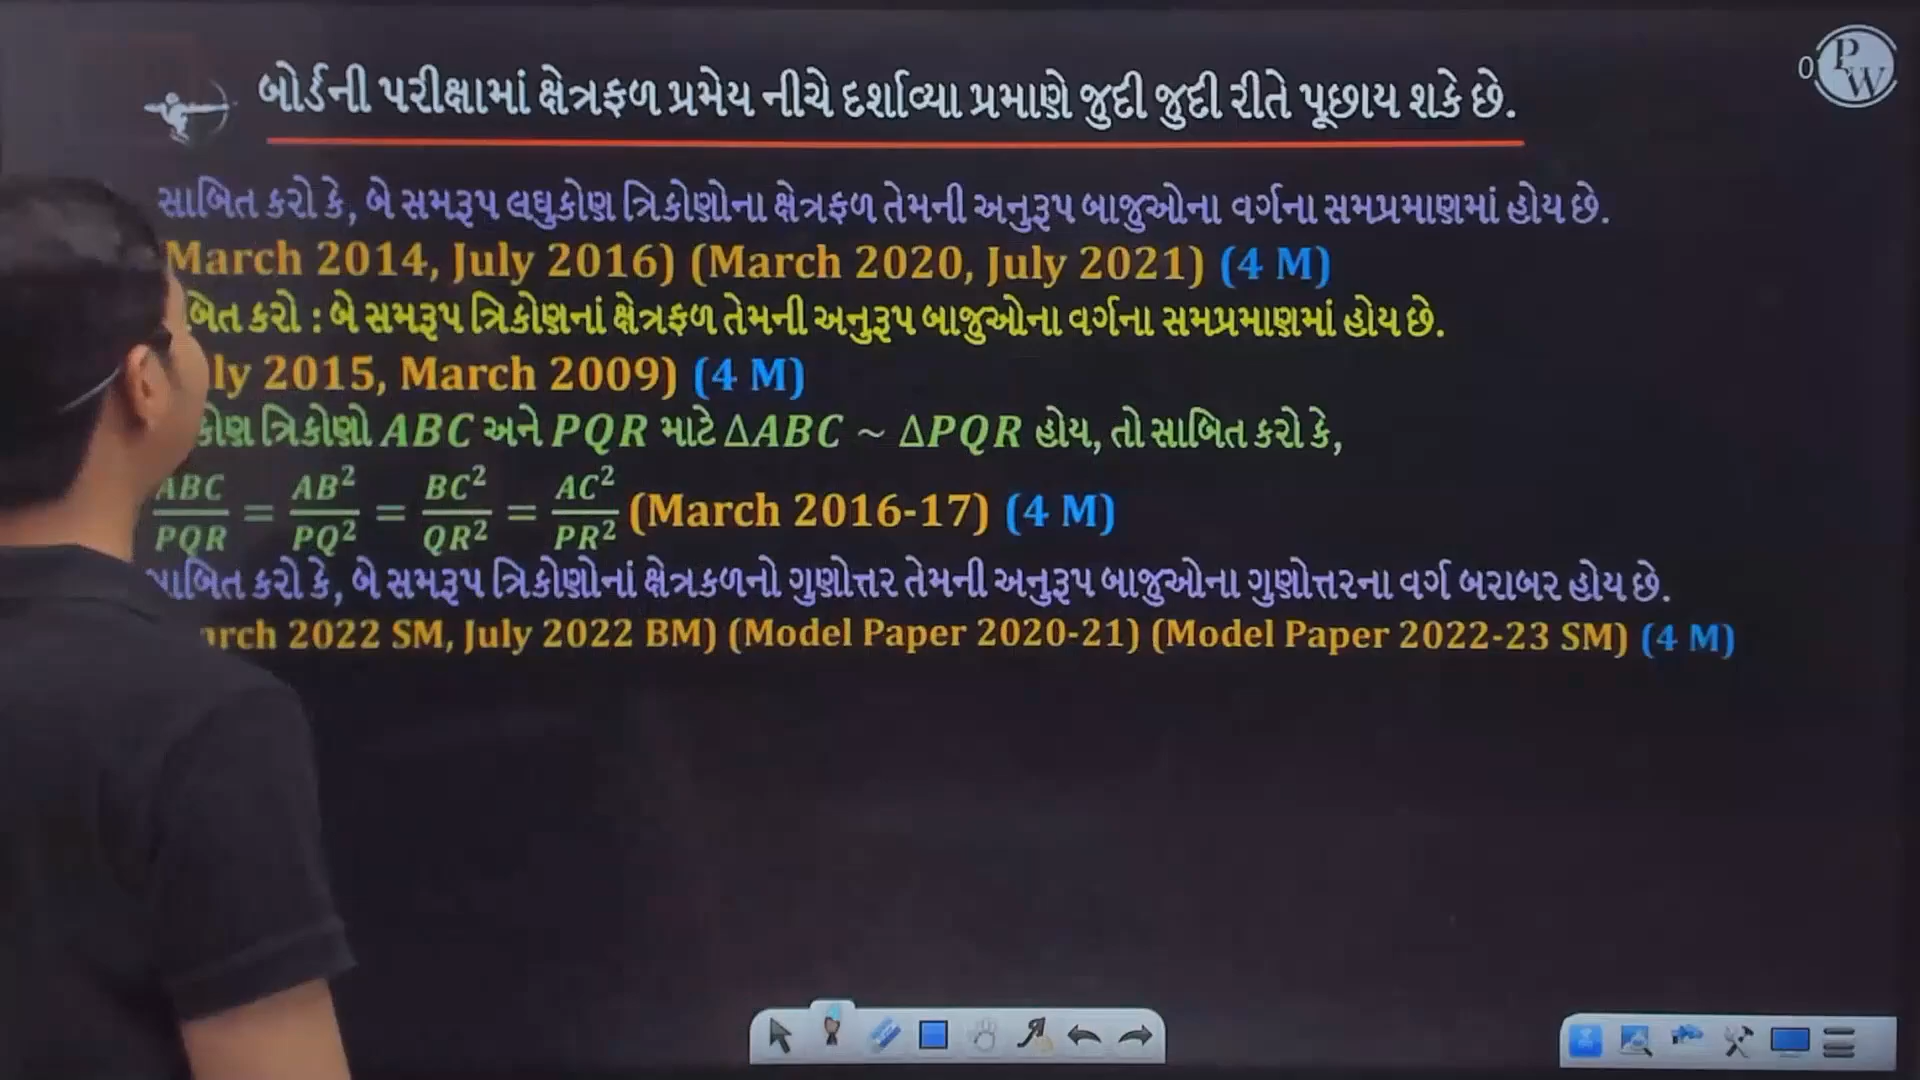 બોર્ડની પરીક્ષામાં ક્ષેત્રફળ પ્રમેય નીચે દર્શાવ્યા પ્રમાણે જુદી જુદી રીતે પૂછાય શકે છે.
0 PW
સાબિત કરો કે, બે સમરૂપ લઘુકોણ ત્રિકોણોના ક્ષેત્રફળ તેમની અનુરૂપ બાજુઓના વર્ગના સમપ્રમાણમાં હોય છે.
March 2014, July 2016) (March 2020, July 2021) (4 M)
બિત કરો : બે સમરૂપ ત્રિકોણનાં ક્ષેત્રફળ તેમની અનુરૂપ બાજુઓના વર્ગના સમપ્રમાણમાં હોય છે.
ly 2015, March 2009) (4 M)
કોણ ત્રિકોણો ABC અને PQR માટે ΔABC ~ ΔPQR હોય, તો સાબિત કરો કે,
ABC/PQR = AB²/PQ² = BC²/QR² = AC²/PR² (March 2016-17) (4 M)
સાબિત કરો કે, બે સમરૂપ ત્રિકોણોનાં ક્ષેત્રકળનો ગુણોત્તર તેમની અનુરૂપ બાજુઓના ગુણોત્તરના વર્ગ બરાબર હોય છે.
arch 2022 SM, July 2022 BM) (Model Paper 2020-21) (Model Paper 2022-23 SM) (4 M)